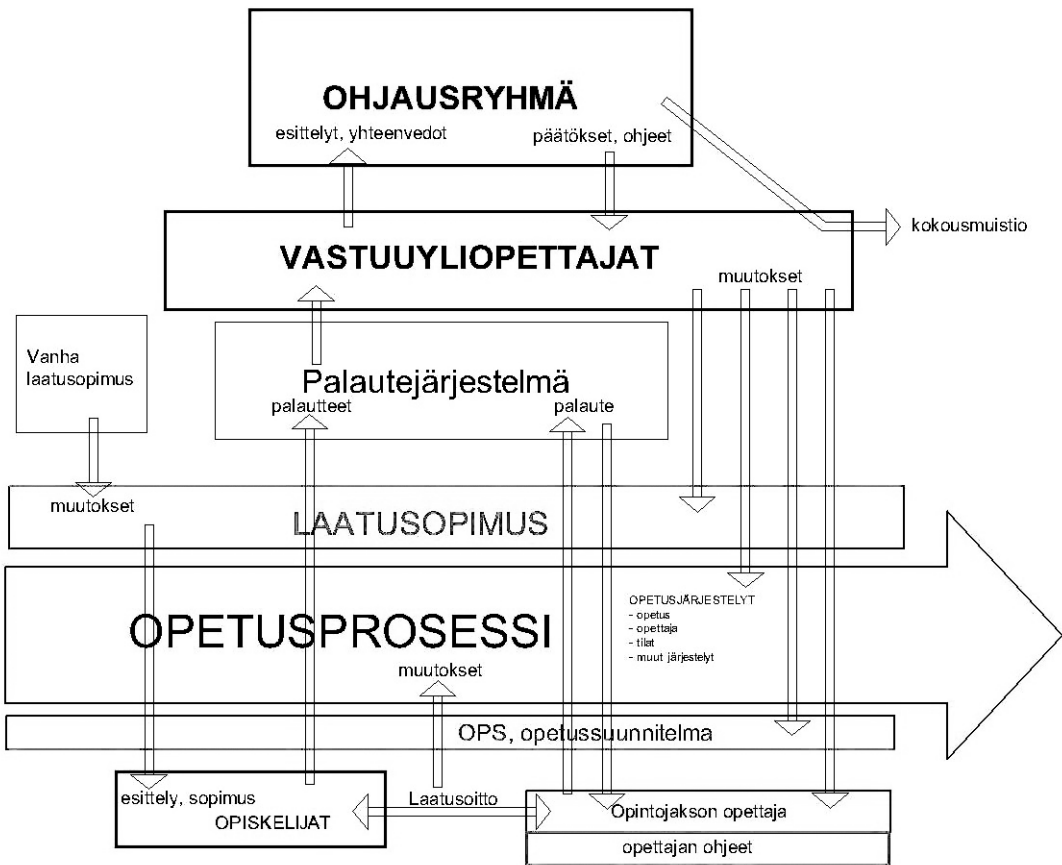 OHJAUSRYHMÄ
esittelyt, yhteenvedot
päätökset, ohjeet
VASTUUYLIOPETTAJAT
kokousmuistio
muutokset
Vanha
laatusopimus
Palautejärjestelmä
palautteet
palaute
muutokset
LAATUSOPIMUS
OPETUSPROSESSI
OPETUSJÄRJESTELYT
- opetus
- opettaja
- tilat
- muut järjestelyt
muutokset
OPS, opetussuunnitelma
esittely, sopimus
OPISKELIJAT
Laatusoitto
Opintojakson opettaja
opettajan ohjeet